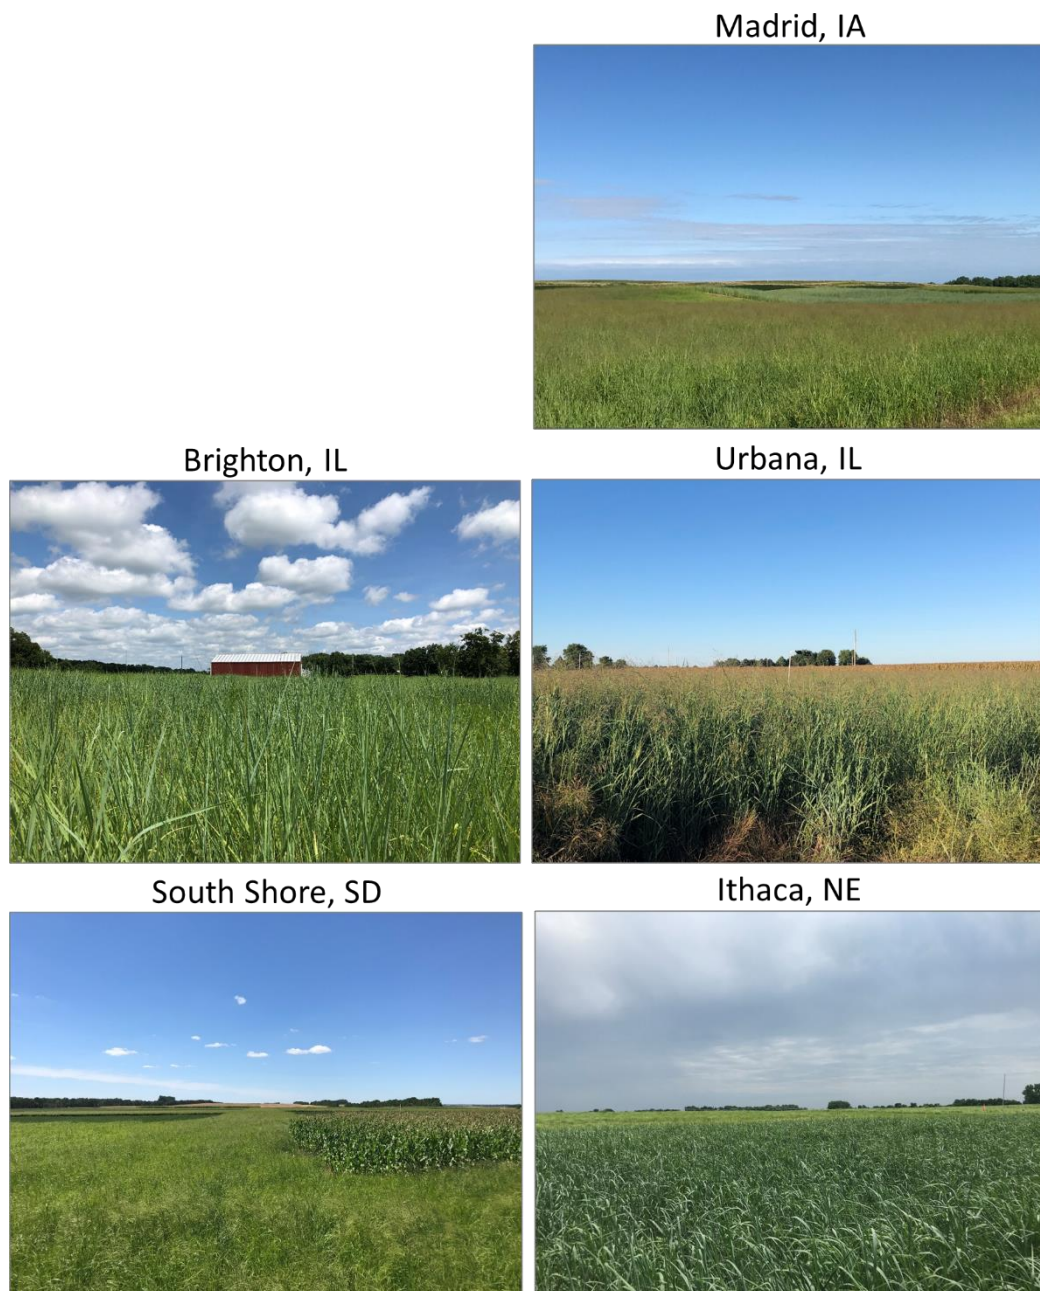 Madrid, IA
Brighton, IL
Urbana, IL
South Shore, SD
Ithaca, NE